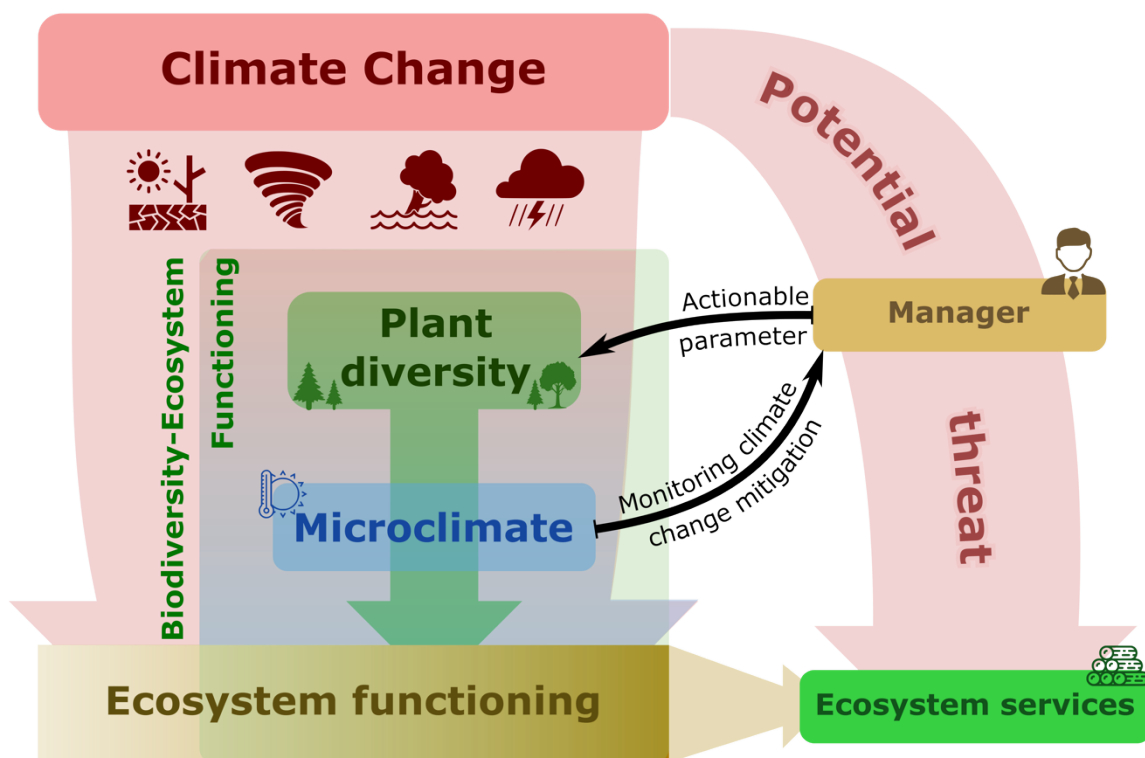 Climate Change
Potential
threat
Biodiversity-Ecosystem
Functioning
Plant
diversity
Actionable
parameter
Manager
Microclimate
Monitoring climate
change mitigation
Ecosystem functioning
Ecosystem services